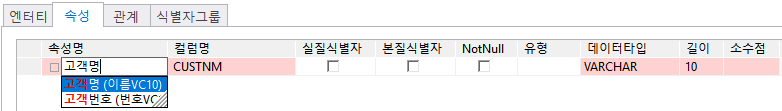 엔터티 속성 관계 식별자그룹
속성명 컬럼명 실질식별자 본질식별자 NotNull 유형 데이터타입 길이 소수점
고객명 CUSTNM VARCHAR 10
고객명 (이름VC10)
고객번호 (번호VC